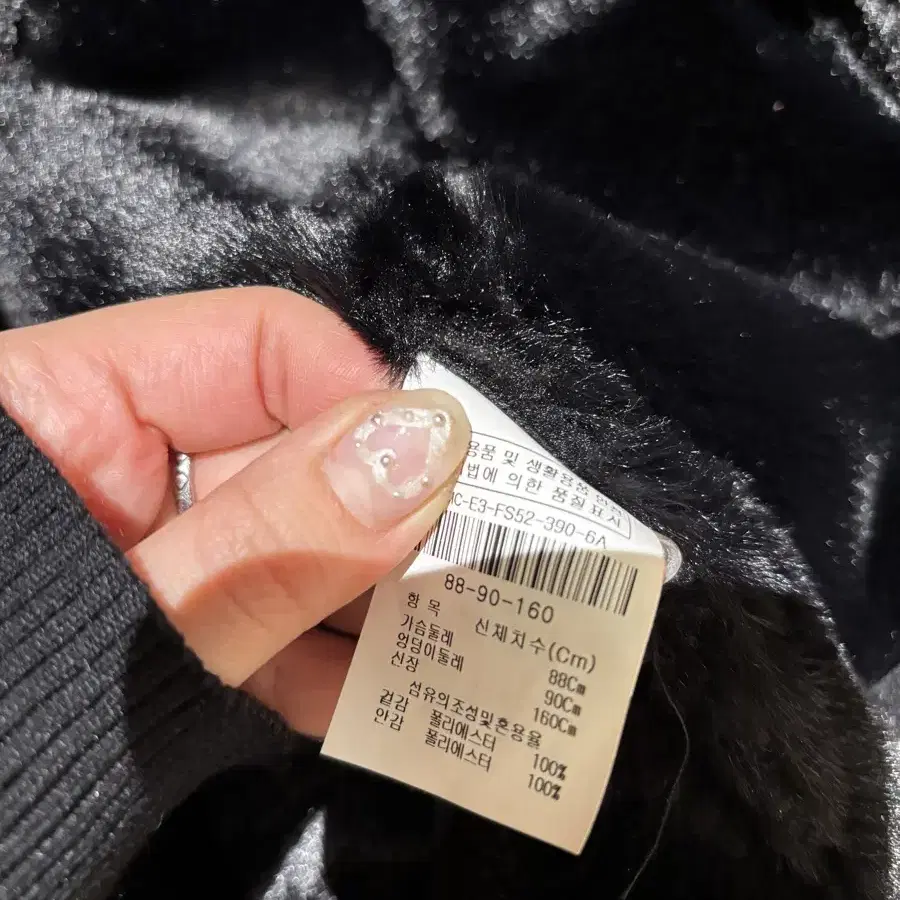 용품 및 생활용품 안전
법에 의한 품질표시
C-E3-FS52-390-6A
88-90-160
항 목 신체치수(Cm)
가슴둘레 88Cm
엉덩이둘레 90Cm
신장 160Cm
섬유의조성및혼용율
겉감 폴리에스터 100%
안감 폴리에스터 100%